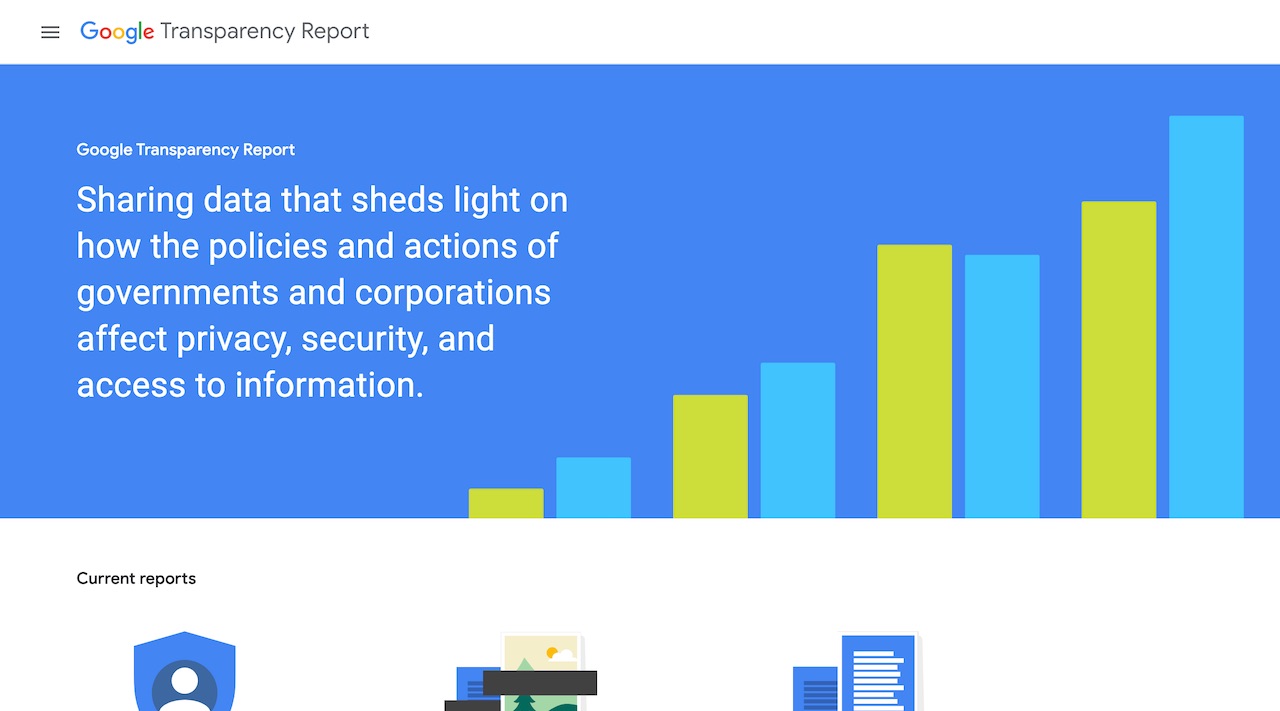 Google Transparency Report
Google Transparency Report
Sharing data that sheds light on
how the policies and actions of
governments and corporations
affect privacy, security, and
access to information.
Current reports